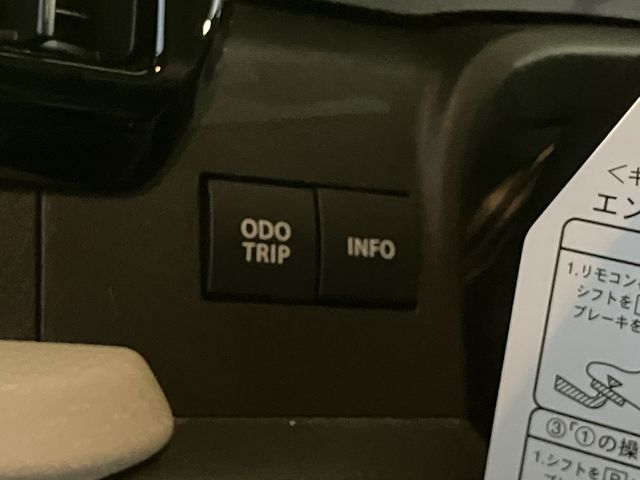 ODO
TRIP
INFO
エン
1.リモコン
シフトを
ブレーキを
③「①の操
1.シフトをP